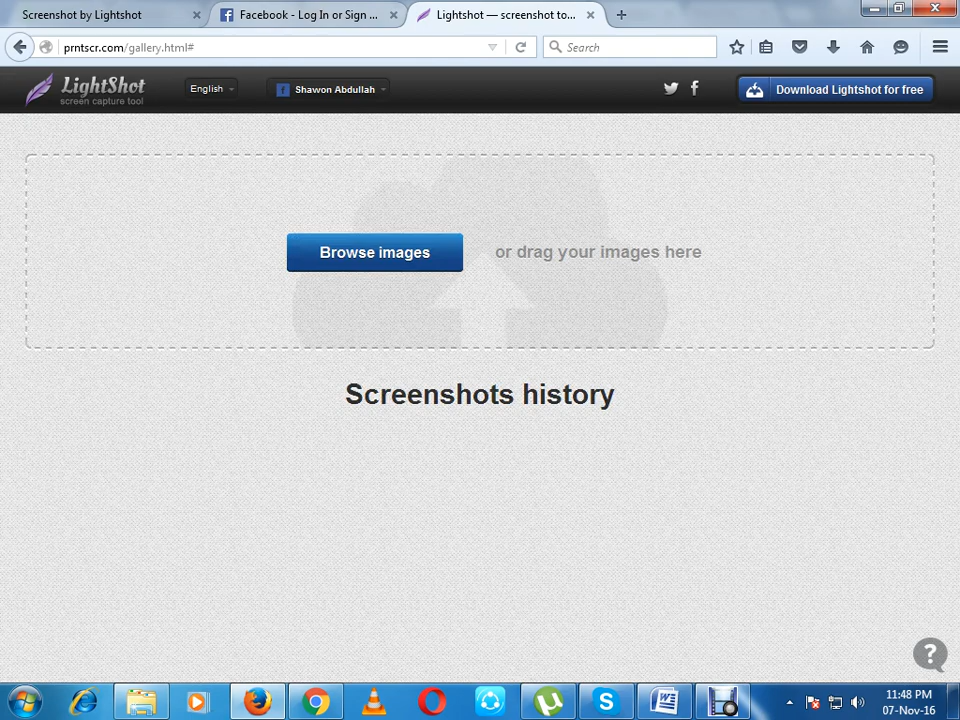 Screenshot by Lightshot
Facebook - Log In or Sign ...
Lightshot — screenshot to...
prntscr.com/gallery.html#
Search
LightShot
screen capture tool
English
Shawon Abdullah
Download Lightshot for free
Browse images
or drag your images here
Screenshots history
?
11:48 PM
07-Nov-16